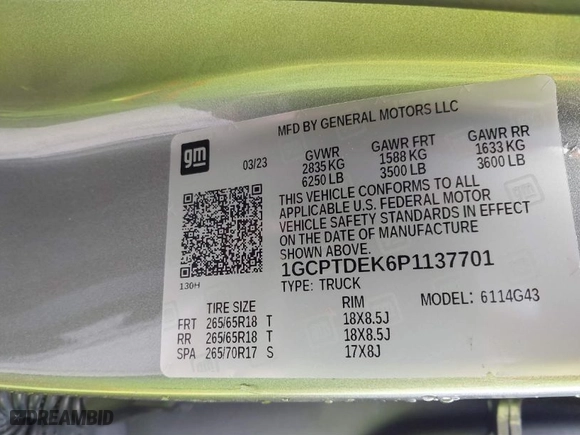 MFD BY GENERAL MOTORS LLC
gm
03/23
GVWR GAWR FRT GAWR RR
2835 KG 1588 KG 1633 KG
6250 LB 3500 LB 3600 LB
THIS VEHICLE CONFORMS TO ALL
APPLICABLE U.S. FEDERAL MOTOR
VEHICLE SAFETY STANDARDS IN EFFECT
ON THE DATE OF MANUFACTURE
SHOWN ABOVE.
1GCPTDEK6P1137701
130H
TYPE: TRUCK MODEL: 6114G43
TIRE SIZE RIM
FRT 265/65R18 T 18X8.5J
RR 265/65R18 T 18X8.5J
SPA 265/70R17 S 17X8J
DREAMBID